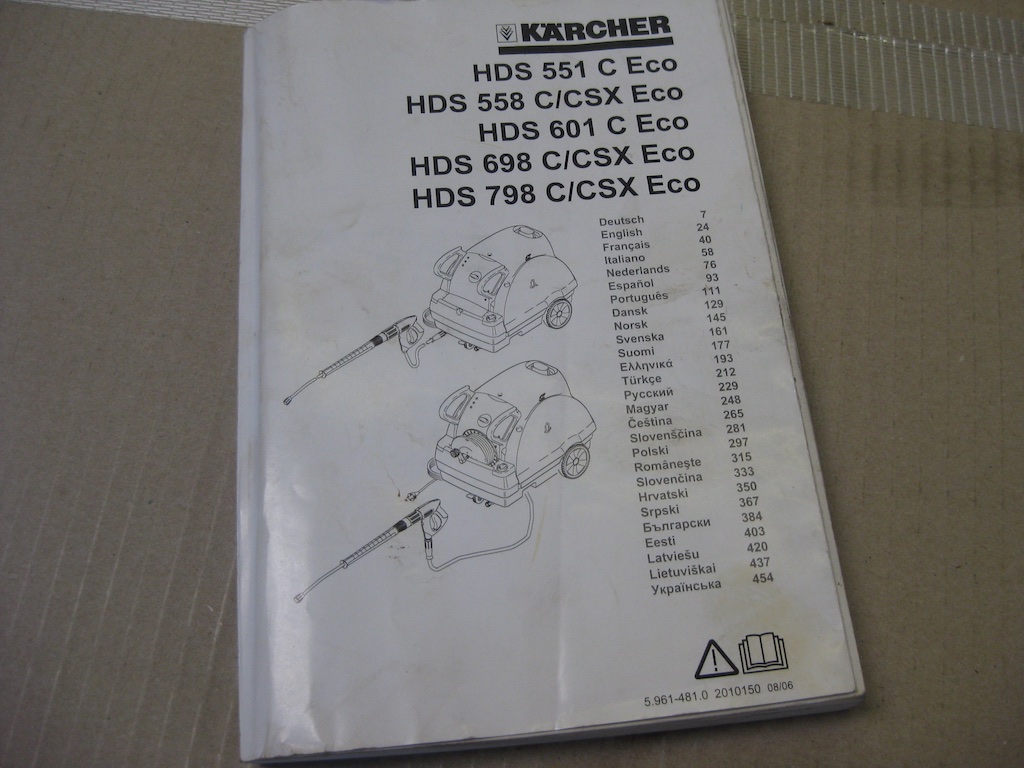 KÄRCHER
HDS 551 C Eco
HDS 558 C/CSX Eco
HDS 601 C Eco
HDS 698 C/CSX Eco
HDS 798 C/CSX Eco
Deutsch 7
English 24
Français 40
Italiano 58
Nederlands 76
Español 93
Português 111
Dansk 129
Norsk 145
Svenska 161
Suomi 177
Ελληνικά 193
Türkçe 212
Русский 229
Magyar 248
Čeština 265
Slovenščina 281
Polski 297
Româneşte 315
Slovenčina 333
Hrvatski 350
Srpski 367
Български 384
Eesti 403
Latviešu 420
Lietuviškai 437
Українська 454
5.961-481.0 2010150 08/06